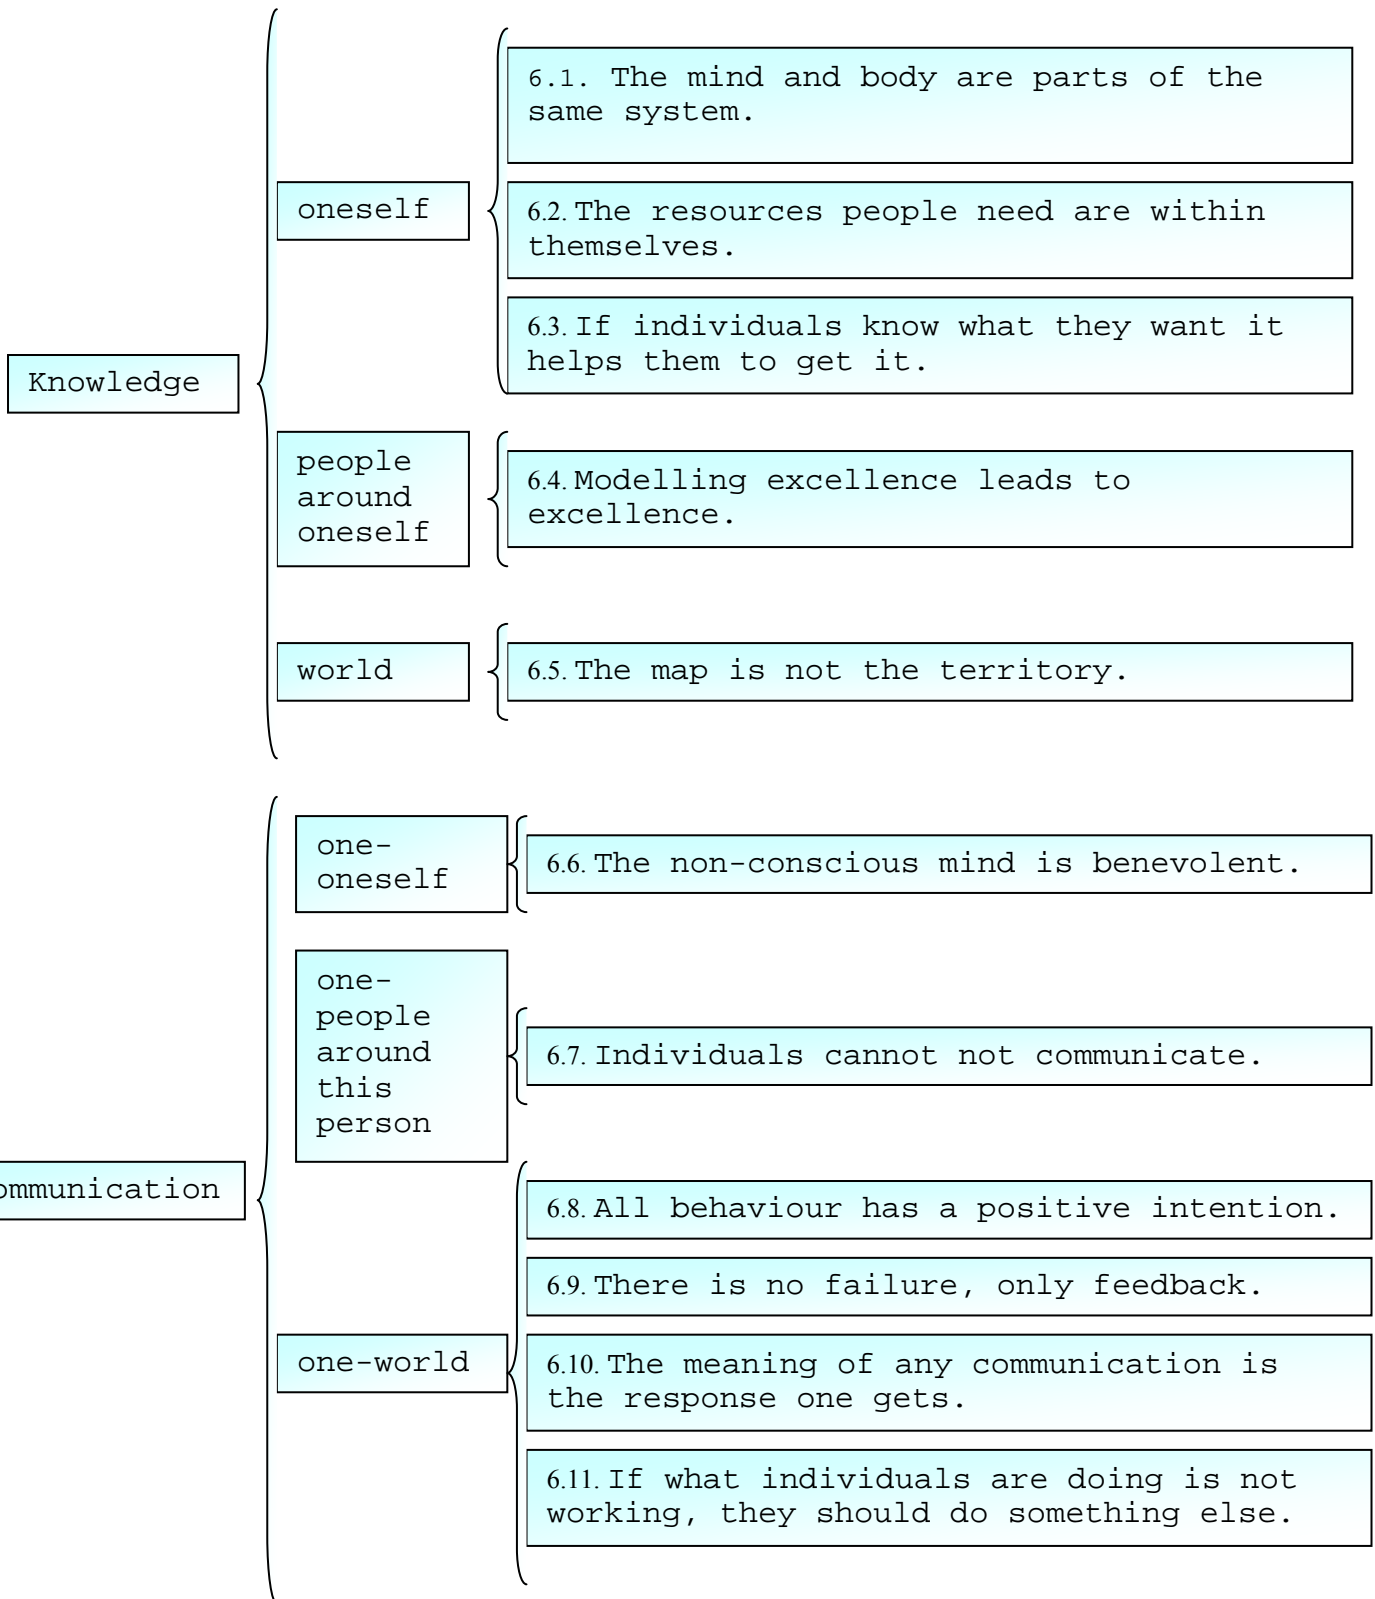 6.1. The mind and body are parts of the
same system.
oneself
6.2. The resources people need are within
themselves.
6.3. If individuals know what they want it
helps them to get it.
Knowledge
people
around
oneself
6.4. Modelling excellence leads to
excellence.
world
6.5. The map is not the territory.
one-
oneself
6.6. The non-conscious mind is benevolent.
one-
people
around
this
person
6.7. Individuals cannot not communicate.
ommunication
6.8. All behaviour has a positive intention.
6.9. There is no failure, only feedback.
one-world
6.10. The meaning of any communication is
the response one gets.
6.11. If what individuals are doing is not
working, they should do something else.